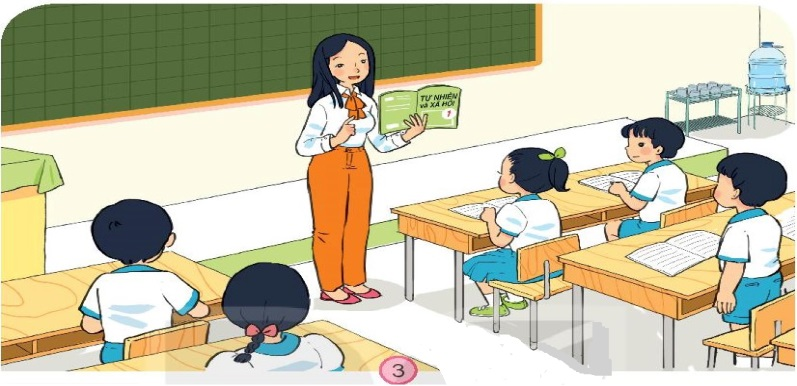 TỰ NHIÊN
và XÃ HỘI
1
3